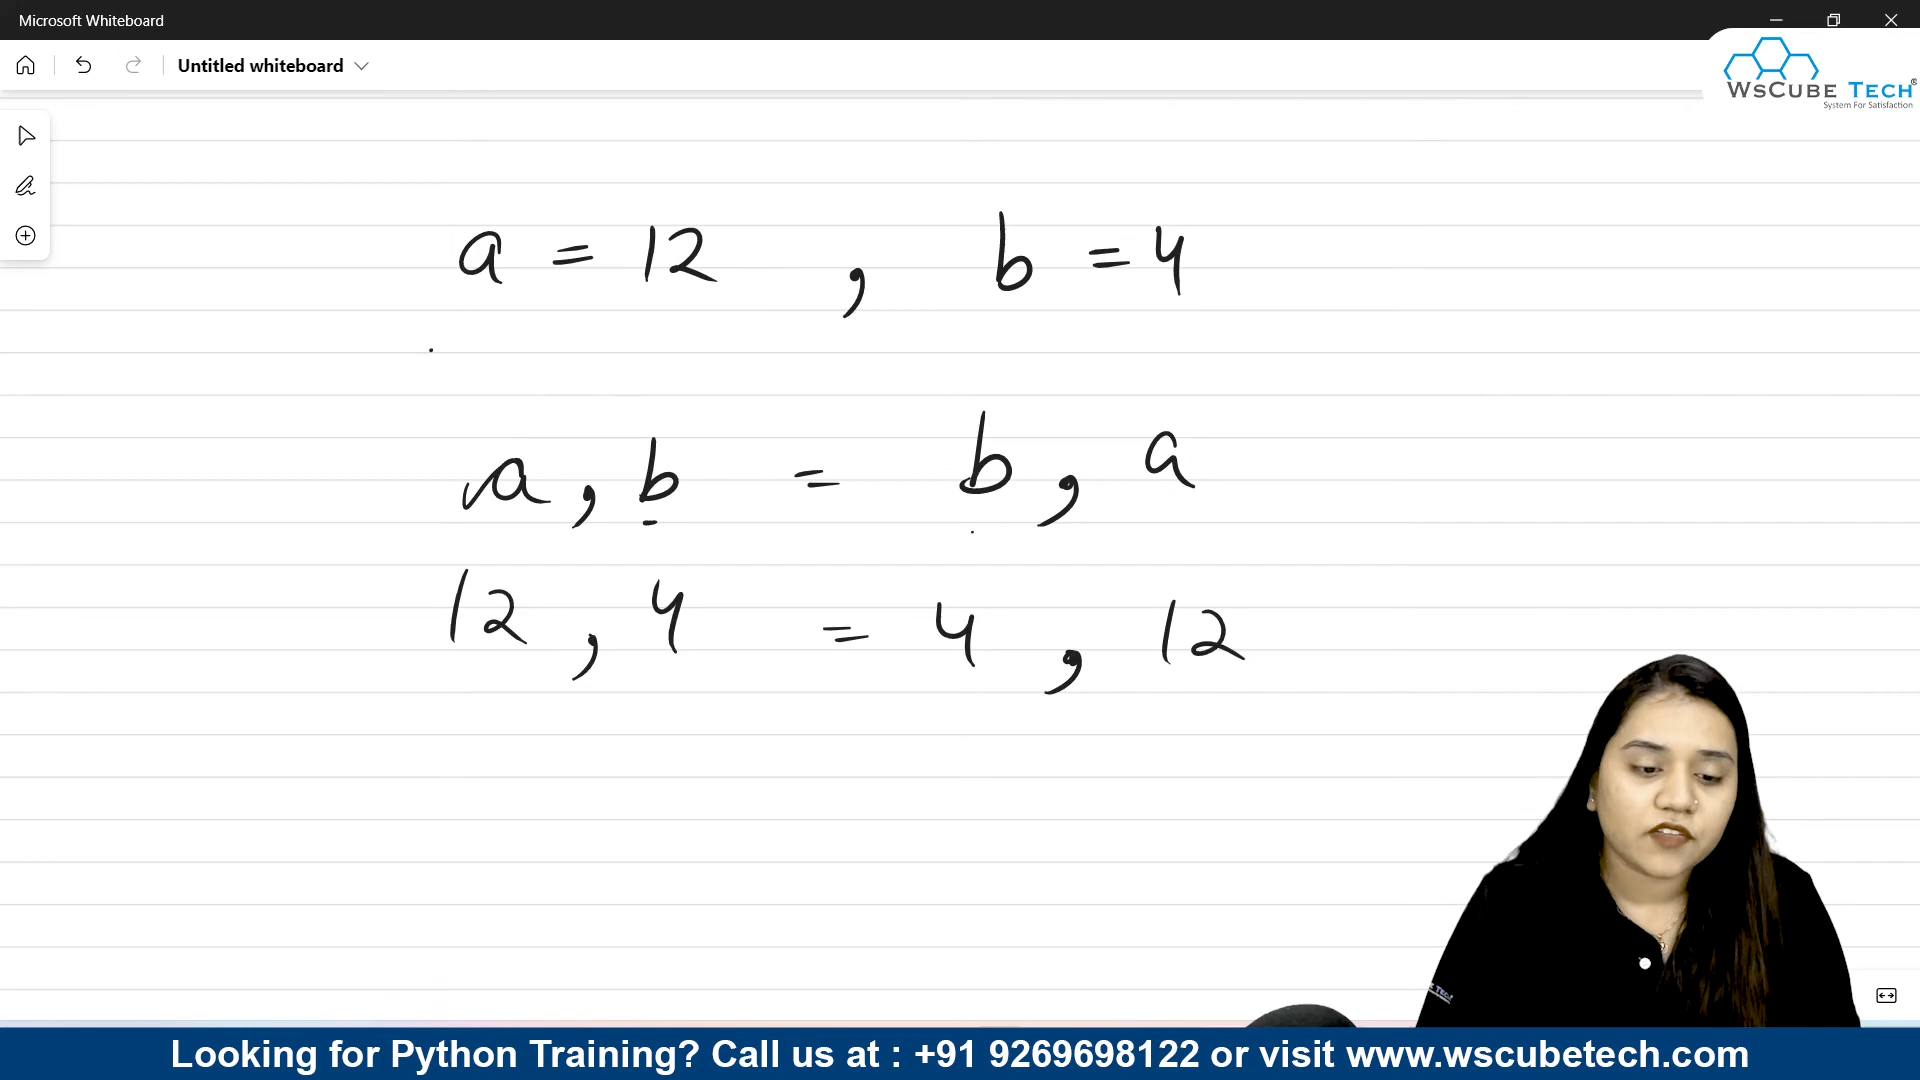 Microsoft Whiteboard
Untitled whiteboard
WsCube Tech
System For Satisfaction
a = 12 , b = 4
a , b = b , a
12 , 4 = 4 , 12
Looking for Python Training? Call us at : +91 9269698122 or visit www.wscubetech.com